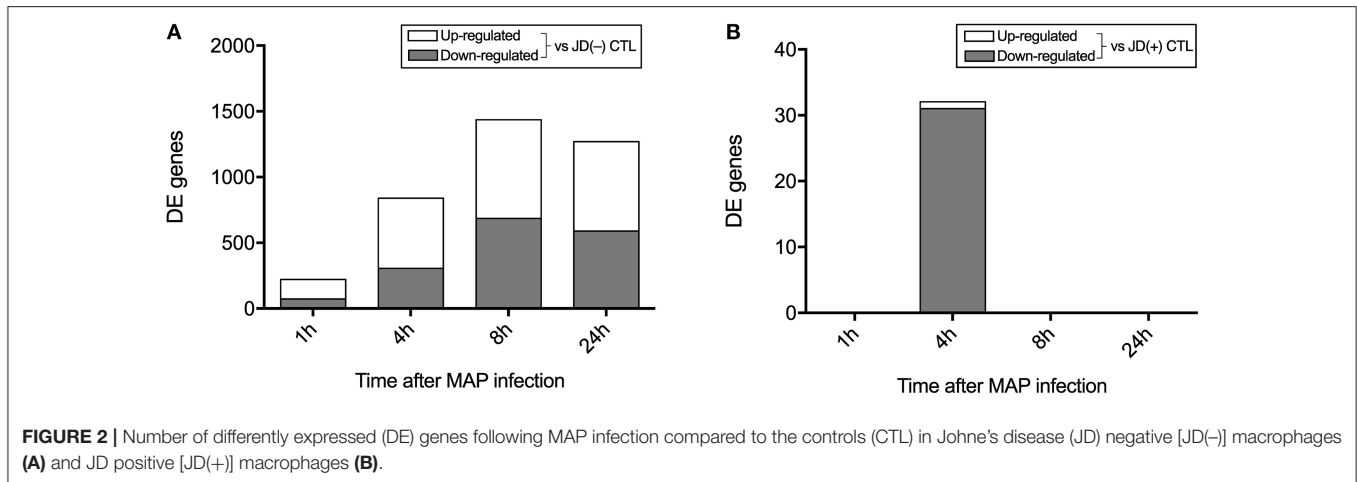 A
Up-regulated
Down-regulated
vs JD(–) CTL
2000
1500
1000
500
0
DE genes
1h
4h
8h
24h
Time after MAP infection
B
Up-regulated
Down-regulated
vs JD(+) CTL
40
30
20
10
0
DE genes
1h
4h
8h
24h
Time after MAP infection
FIGURE 2 | Number of differently expressed (DE) genes following MAP infection compared to the controls (CTL) in Johne's disease (JD) negative [JD(–)] macrophages
(A) and JD positive [JD(+)] macrophages (B).